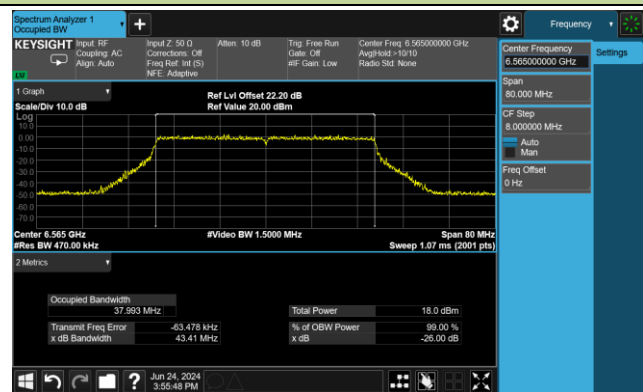 Spectrum Analyzer 1
Occupied BW
+
Frequency
KEYSIGHT
Input: RF
Coupling: AC
Align: Auto
Input Z: 50 Ω
Corrections: Off
Freq Ref: Int (S)
NFE: Adaptive
Atten: 10 dB
Trig: Free Run
Gate: Off
#IF Gain: Low
Center Freq: 6.565000000 GHz
Avg|Hold:>10/10
Radio Std: None
Center Frequency
6.565000000 GHz
Settings
Span
80.000 MHz
CF Step
8.000000 MHz
Auto
Man
Freq Offset
0 Hz
1 Graph
Scale/Div 10.0 dB
Ref Lvl Offset 22.20 dB
Ref Value 20.00 dBm
Log
10.0
0.00
-10.0
-20.0
-30.0
-40.0
-50.0
-60.0
-70.0
Center 6.565 GHz
#Res BW 470.00 kHz
#Video BW 1.5000 MHz
Span 80 MHz
Sweep 1.07 ms (2001 pts)
2 Metrics
Occupied Bandwidth
37.993 MHz
Transmit Freq Error
-63.478 kHz
x dB Bandwidth
43.41 MHz
Total Power
18.0 dBm
% of OBW Power
99.00 %
x dB
-26.00 dB
?
Jun 24, 2024
3:55:48 PM